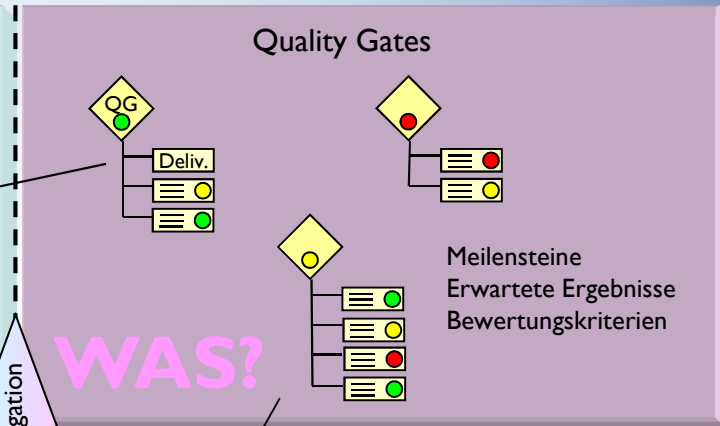 Quality Gates
QG
Deliv.
Meilensteine
Erwartete Ergebnisse
Bewertungskriterien
WAS?